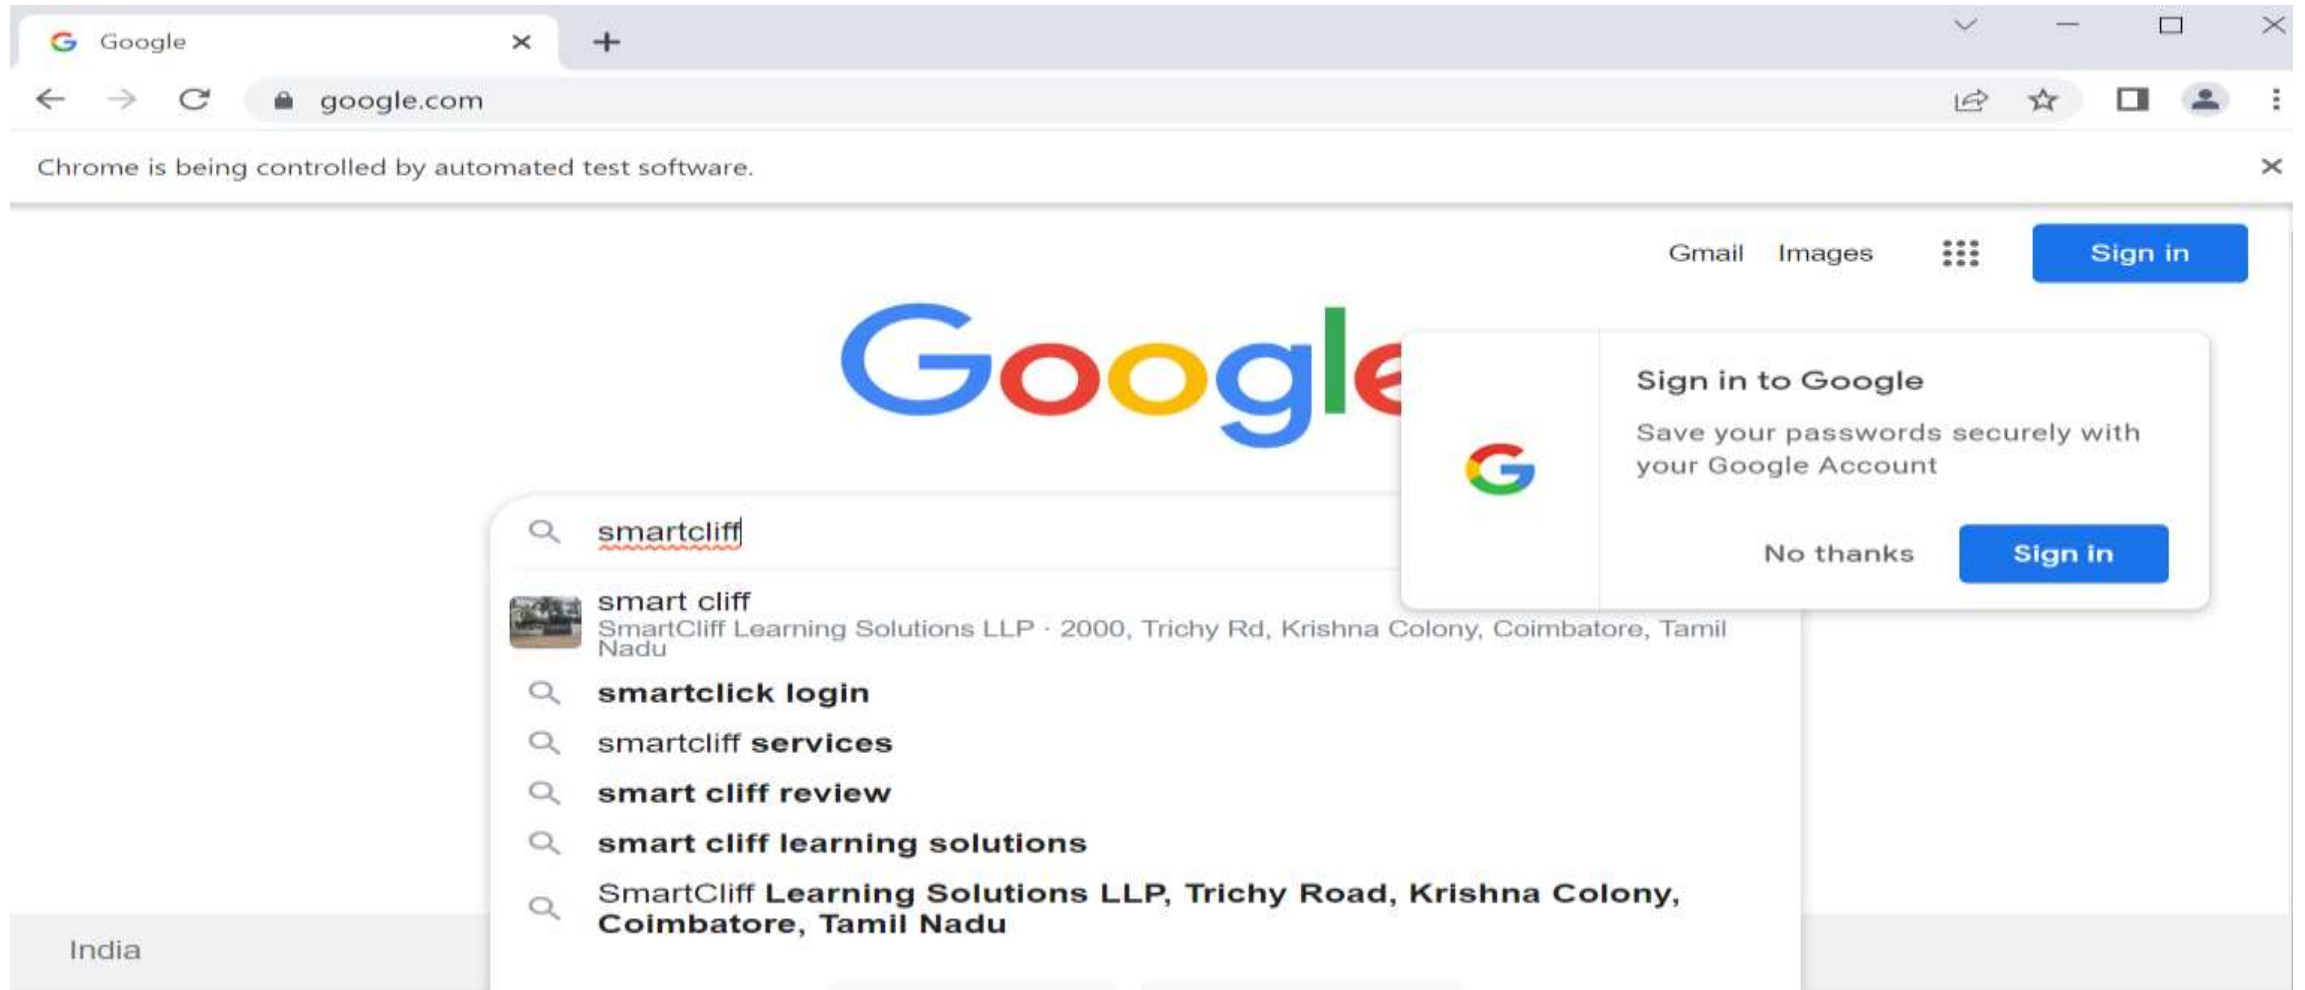 Google
google.com
Chrome is being controlled by automated test software.
Gmail Images Sign in
Google
Sign in to Google
Save your passwords securely with
your Google Account
No thanks Sign in
smartcliff
smart cliff
SmartCliff Learning Solutions LLP · 2000, Trichy Rd, Krishna Colony, Coimbatore, Tamil
Nadu
smartclick login
smartcliff services
smart cliff review
smart cliff learning solutions
SmartCliff Learning Solutions LLP, Trichy Road, Krishna Colony,
Coimbatore, Tamil Nadu
India